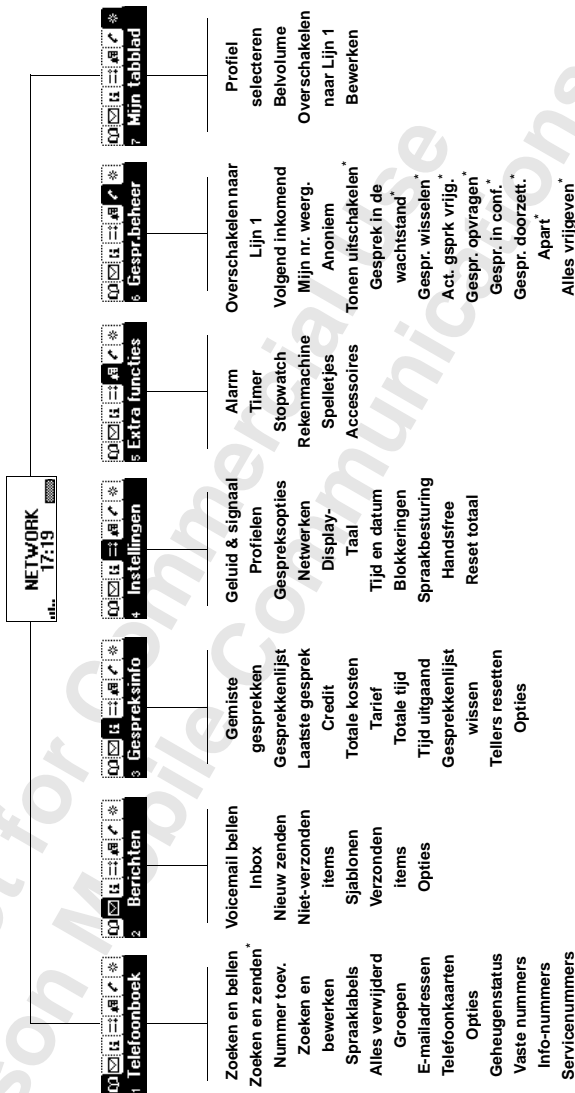 NETWORK
17:19
1 Telefoonboek
Zoeken en bellen
Zoeken en zenden*
Nummer toev.
Zoeken en
bewerken
Spraaklabels
Alles verwijderd
Groepen
E-mailadressen
Telefoonkaarten
Opties
Geheugenstatus
Vaste nummers
Info-nummers
Servicenummers
2 Berichten
Voicemail bellen
Inbox
Nieuw zenden
Niet-verzonden
items
Sjablonen
Verzonden
items
Opties
3 Gespreksinfo
Gemiste
gesprekken
Gesprekkenlijst
Laatste gesprek
Credit
Totale kosten
Tarief
Totale tijd
Tijd uitgaand
Gesprekkenlijst
wissen
Tellers resetten
Opties
4 Instellingen
Geluid & signaal
Profielen
Gespreksopties
Netwerken
Display-
Taal
Tijd en datum
Blokkeringen
Spraakbesturing
Handsfree
Reset totaal
5 Extra functies
Alarm
Timer
Stopwatch
Rekenmachine
Spelletjes
Accessoires
6 Gespr.beheer
Overschakelen naar
Lijn 1
Volgend inkomend
Mijn nr. weerg.
Anoniem
Tonen uitschakelen*
Gesprek in de
wachtstand*
Gespr. wisselen*
Act. gsprk vrijg.*
Gespr. opvragen*
Gespr. in conf.*
Gespr. doorzett.*
Apart*
Alles vrijgeven*
7 Mijn tabblad
Profiel
selecteren
Belvolume
Overschakelen
naar Lijn 1
Bewerken